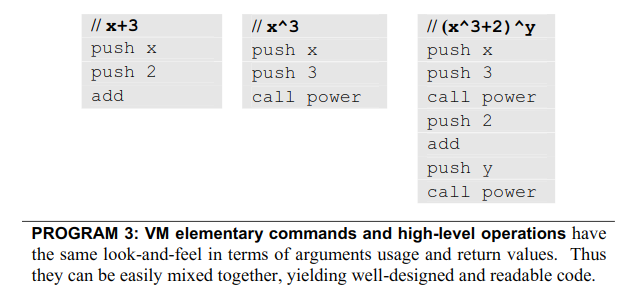 // x+3
push x
push 2
add
// x^3
push x
push 3
call power
// (x^3+2)^y
push x
push 3
call power
push 2
add
push y
call power
PROGRAM 3: VM elementary commands and high-level operations have
the same look-and-feel in terms of arguments usage and return values. Thus
they can be easily mixed together, yielding well-designed and readable code.